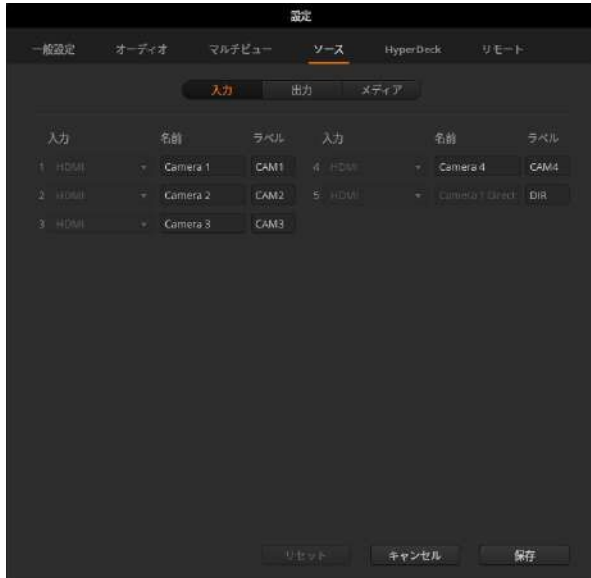 設定
一般設定 オーディオ マルチビュー ソース HyperDeck リモート
入力 出力 メディア
入力 名前 ラベル 入力 名前 ラベル
1 HDMI Camera 1 CAM1 4 HDMI Camera 4 CAM4
2 HDMI Camera 2 CAM2 5 HDMI Camera 1 Direct DIR
3 HDMI Camera 3 CAM3
リセット キャンセル 保存